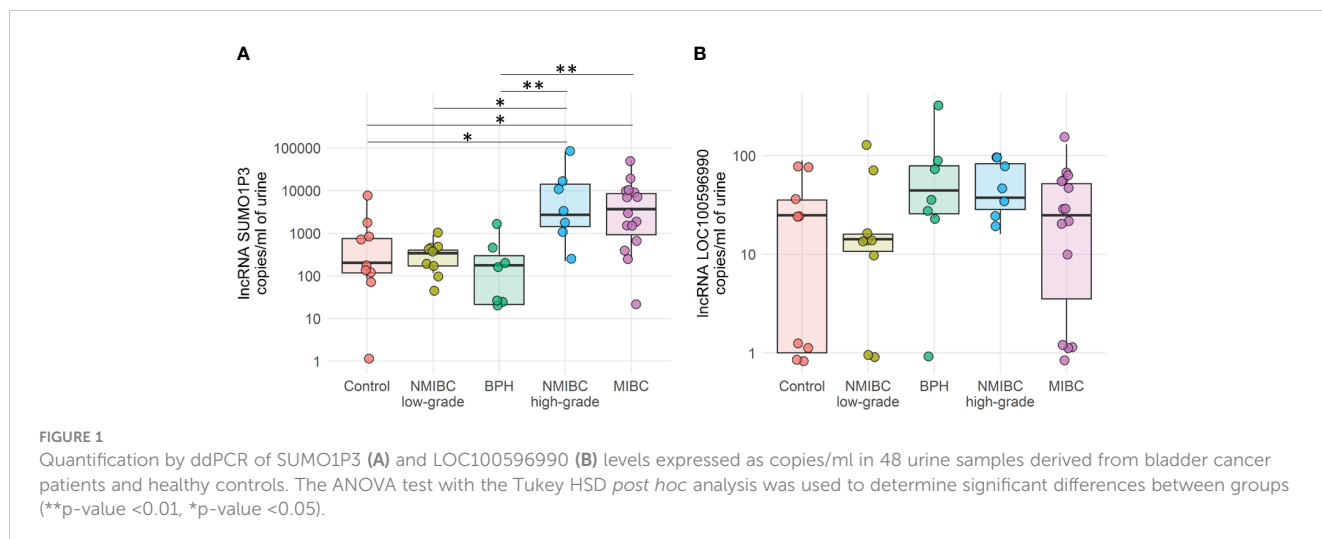 A
B
**
**
*
*
*
lncRNA SUMO1P3
copies/ml of urine
100000
10000
1000
100
10
1
Control
NMIBC
low-grade
BPH
NMIBC
high-grade
MIBC
lncRNA LOC100596990
copies/ml of urine
100
10
1
Control
NMIBC
low-grade
BPH
NMIBC
high-grade
MIBC
FIGURE 1
Quantification by ddPCR of SUMO1P3 (A) and LOC100596990 (B) levels expressed as copies/ml in 48 urine samples derived from bladder cancer
patients and healthy controls. The ANOVA test with the Tukey HSD post hoc analysis was used to determine significant differences between groups
(**p-value <0.01, *p-value <0.05).